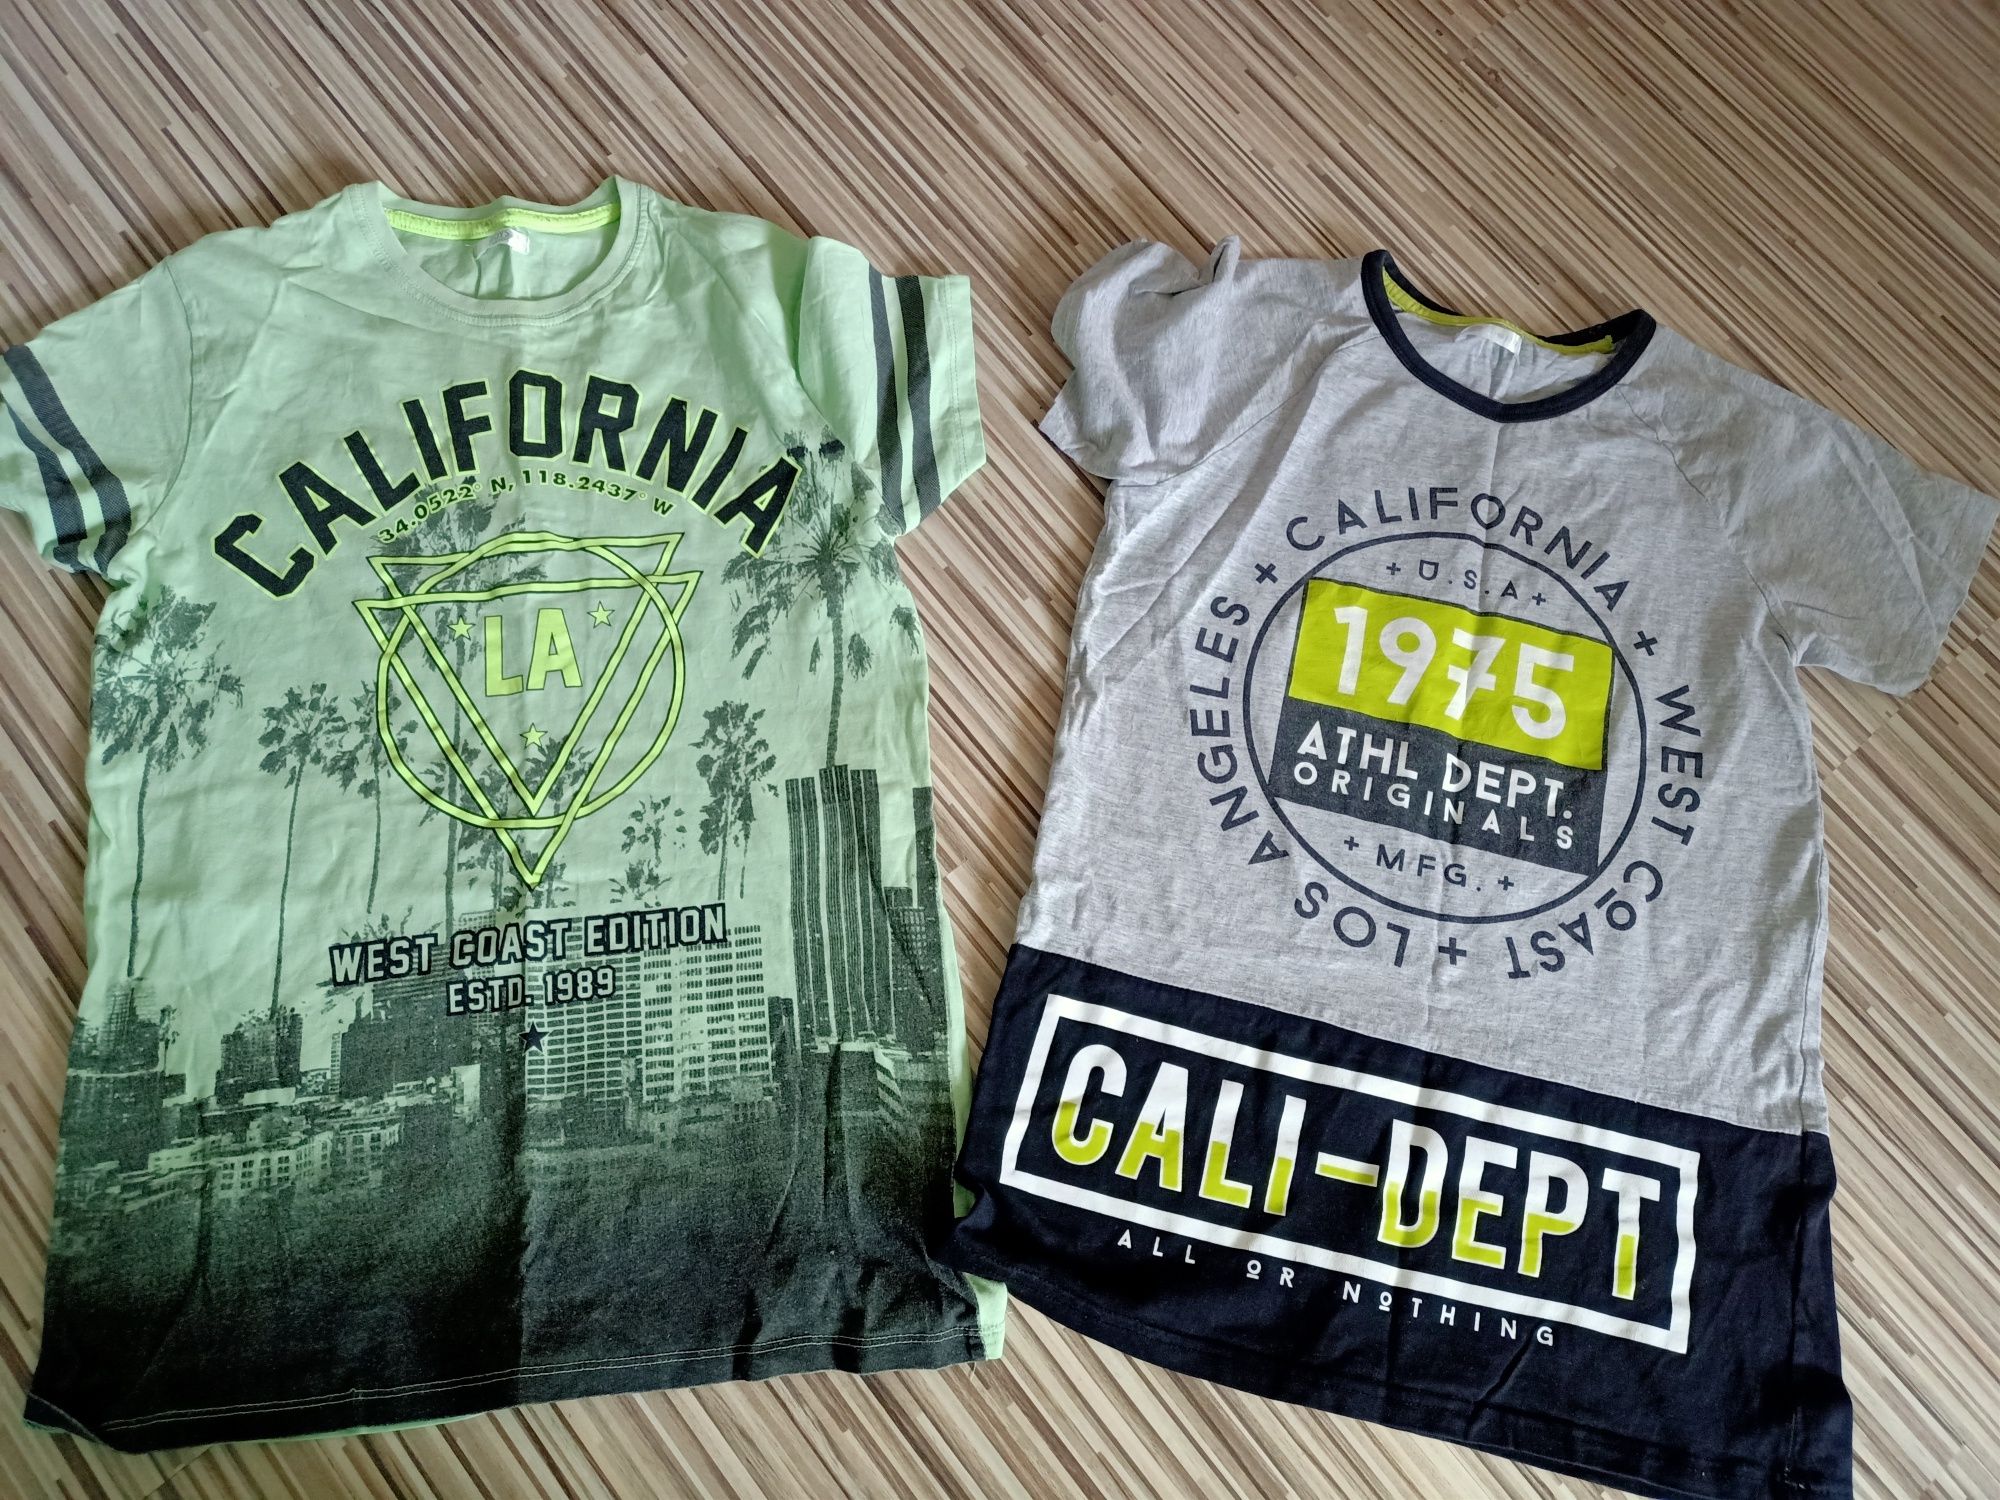 CALIFORNIA
34.0522° N, 118.2437° W
LA
WEST COAST EDITION
ESTD. 1989
+ CALIFORNIA + WEST COAST + LOS ANGELES
+ U.S.A +
1975
ATHL DEPT.
ORIGINALS
+ MFG. +
CALI-DEPT
ALL OR NOTHING